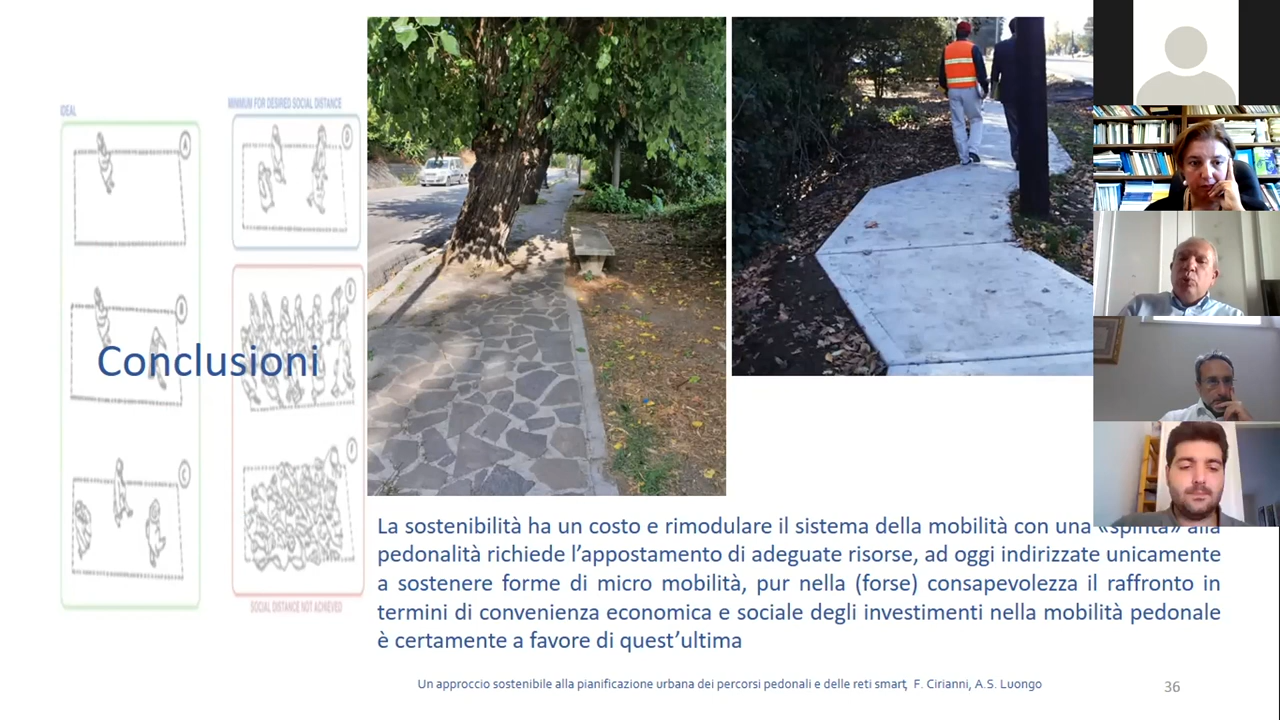 IDEAL
MINIMUM FOR DESIRED SOCIAL DISTANCE
A
D
B
E
Conclusioni
C
F
SOCIAL DISTANCE NOT ACHIEVED
La sostenibilità ha un costo e rimodulare il sistema della mobilità con una «spinta» alla
pedonalità richiede l’appostamento di adeguate risorse, ad oggi indirizzate unicamente
a sostenere forme di micro mobilità, pur nella (forse) consapevolezza il raffronto in
termini di convenienza economica e sociale degli investimenti nella mobilità pedonale
è certamente a favore di quest’ultima
Un approccio sostenibile alla pianificazione urbana dei percorsi pedonali e delle reti smart, F. Cirianni, A.S. Luongo
36